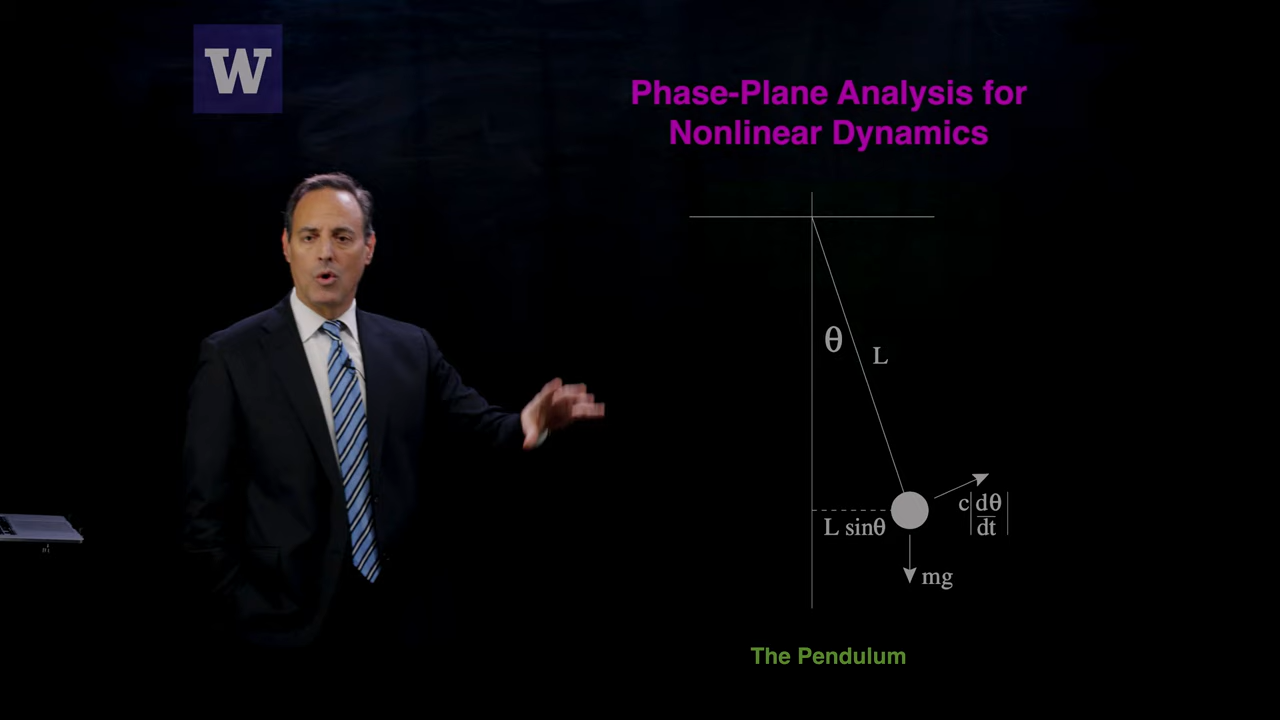 W
Phase-Plane Analysis for
Nonlinear Dynamics
θ
L
c|dθ/dt|
L sinθ
mg
The Pendulum